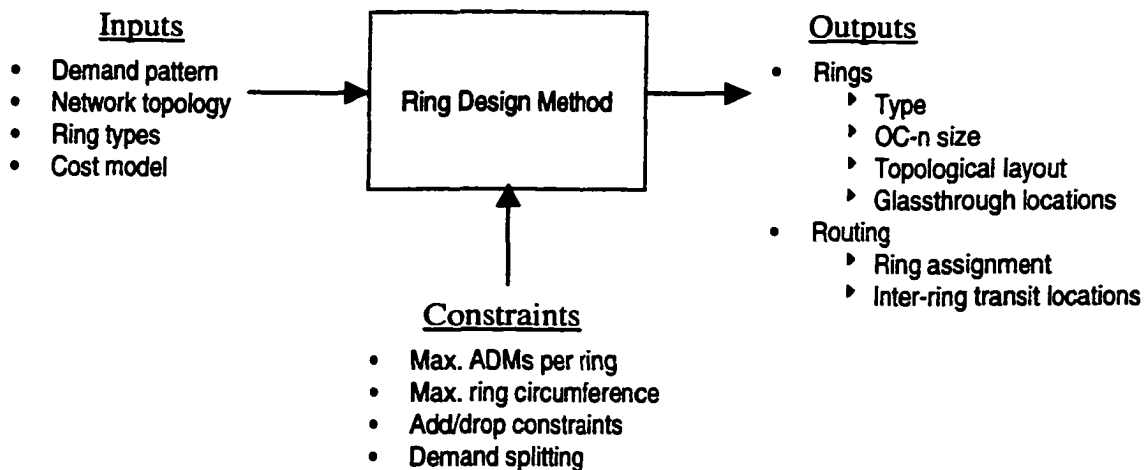 Inputs
• Demand pattern
• Network topology
• Ring types
• Cost model
Ring Design Method
Outputs
• Rings
‣ Type
‣ OC-n size
‣ Topological layout
‣ Glassthrough locations
• Routing
‣ Ring assignment
‣ Inter-ring transit locations
Constraints
• Max. ADMs per ring
• Max. ring circumference
• Add/drop constraints
• Demand splitting